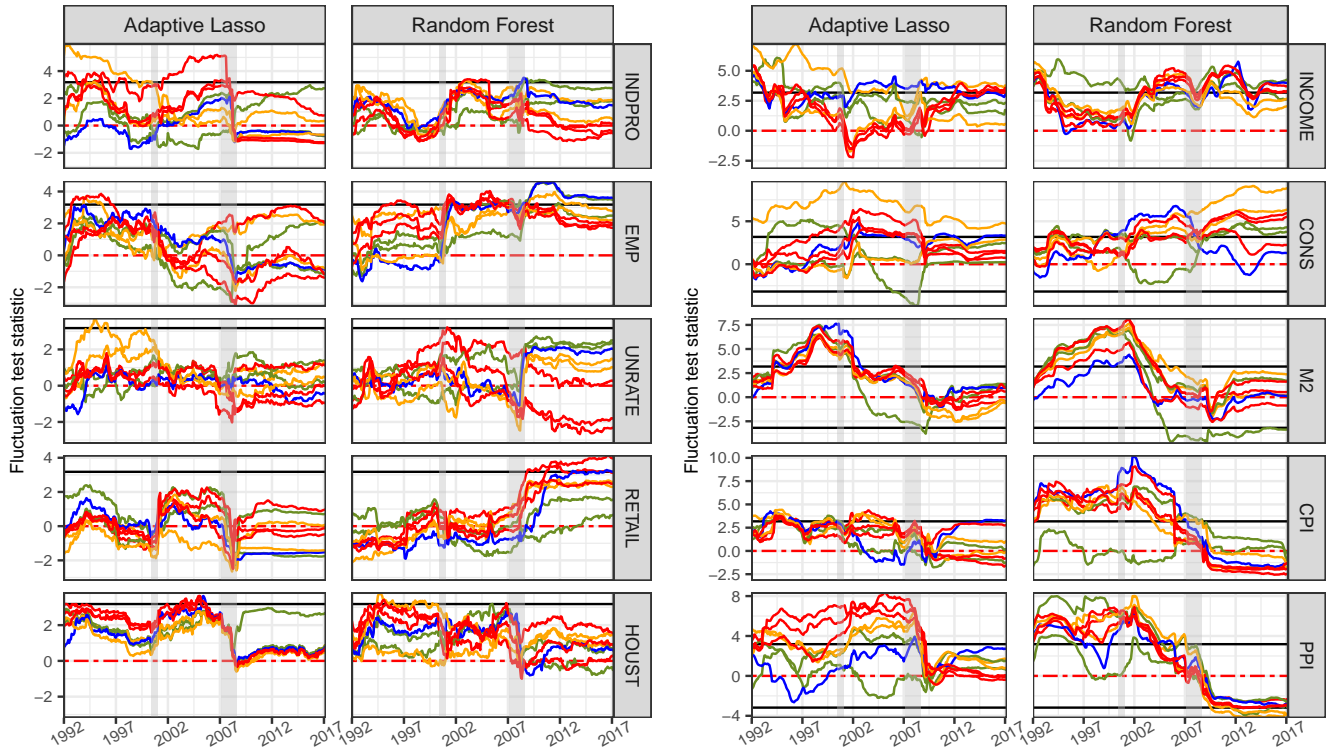 Adaptive Lasso Random Forest Adaptive Lasso Random Forest
Fluctuation test statistic
4
2
0
−2
INDPRO
4
2
0
−2
EMP
2
0
−2
UNRATE
4
2
0
−2
RETAIL
2
0
−2
HOUST
1992 1997 2002 2007 2012 2017 1992 1997 2002 2007 2012 2017
Fluctuation test statistic
5.0
2.5
0.0
−2.5
INCOME
5
0
CONS
7.5
5.0
2.5
0.0
−2.5
M2
10.0
7.5
5.0
2.5
0.0
−2.5
CPI
8
4
0
−4
PPI
1992 1997 2002 2007 2012 2017 1992 1997 2002 2007 2012 2017